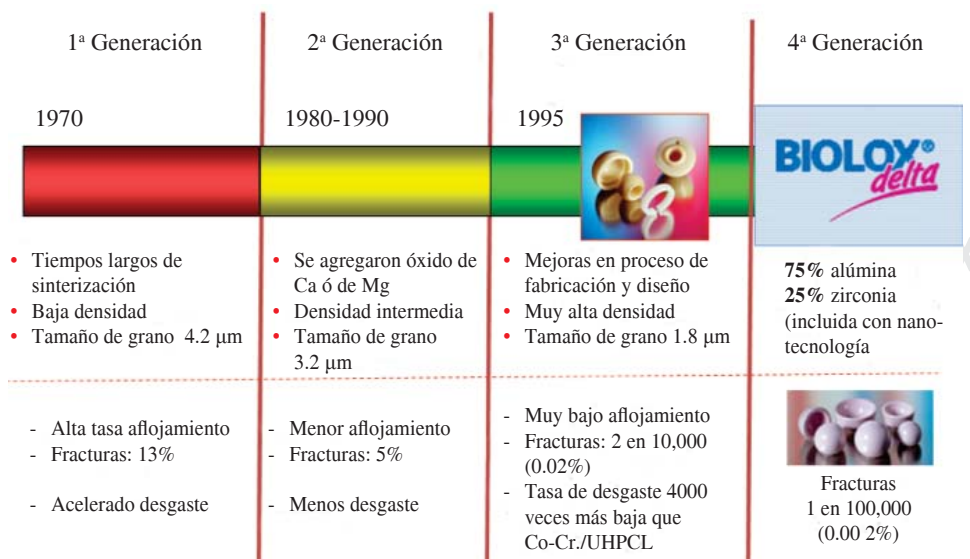 1ª Generación
1970
• Tiempos largos de
sinterización
• Baja densidad
• Tamaño de grano 4.2 µm
- Alta tasa aflojamiento
- Fracturas: 13%
- Acelerado desgaste
2ª Generación
1980-1990
• Se agregaron óxido de
Ca ó de Mg
• Densidad intermedia
• Tamaño de grano
3.2 µm
- Menor aflojamiento
- Fracturas: 5%
- Menos desgaste
3ª Generación
1995
• Mejoras en proceso de
fabricación y diseño
• Muy alta densidad
• Tamaño de grano 1.8 µm
- Muy bajo aflojamiento
- Fracturas: 2 en 10,000
(0.02%)
- Tasa de desgaste 4000
veces más baja que
Co-Cr./UHPCL
4ª Generación
BIOLOX®
delta
75% alúmina
25% zirconia
(incluida con nano-
tecnología
Fracturas
1 en 100,000
(0.00 2%)